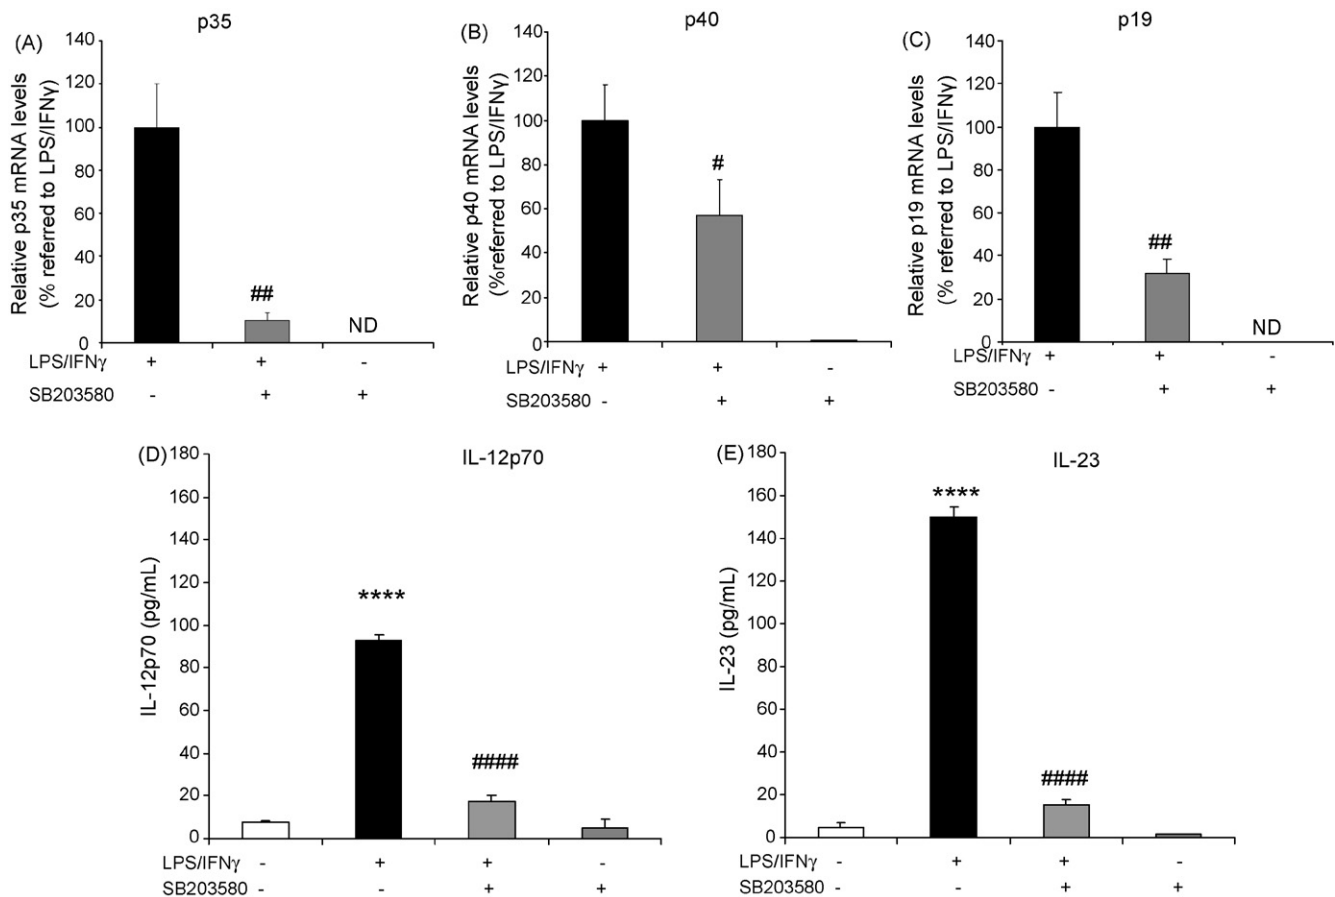 (A)
p35
Relative p35 mRNA levels
(% referred to LPS/IFNγ)
140
120
100
80
60
40
20
0
##
ND
LPS/IFNγ + + -
SB203580 - + +
(B)
p40
Relative p40 mRNA levels
(%referred to LPS/IFNγ)
140
120
100
80
60
40
20
0
#
LPS/IFNγ + + -
SB203580 - + +
(C)
p19
Relative p19 mRNA levels
(% referred to LPS/IFNγ)
140
120
100
80
60
40
20
0
##
ND
LPS/IFNγ + + -
SB203580 - + +
(D)
IL-12p70
IL-12p70 (pg/mL)
180
160
140
120
100
80
60
40
20
0
****
####
LPS/IFNγ - + + -
SB203580 - - + +
(E)
IL-23
IL-23 (pg/mL)
180
160
140
120
100
80
60
40
20
0
****
####
LPS/IFNγ - + + -
SB203580 - - + +